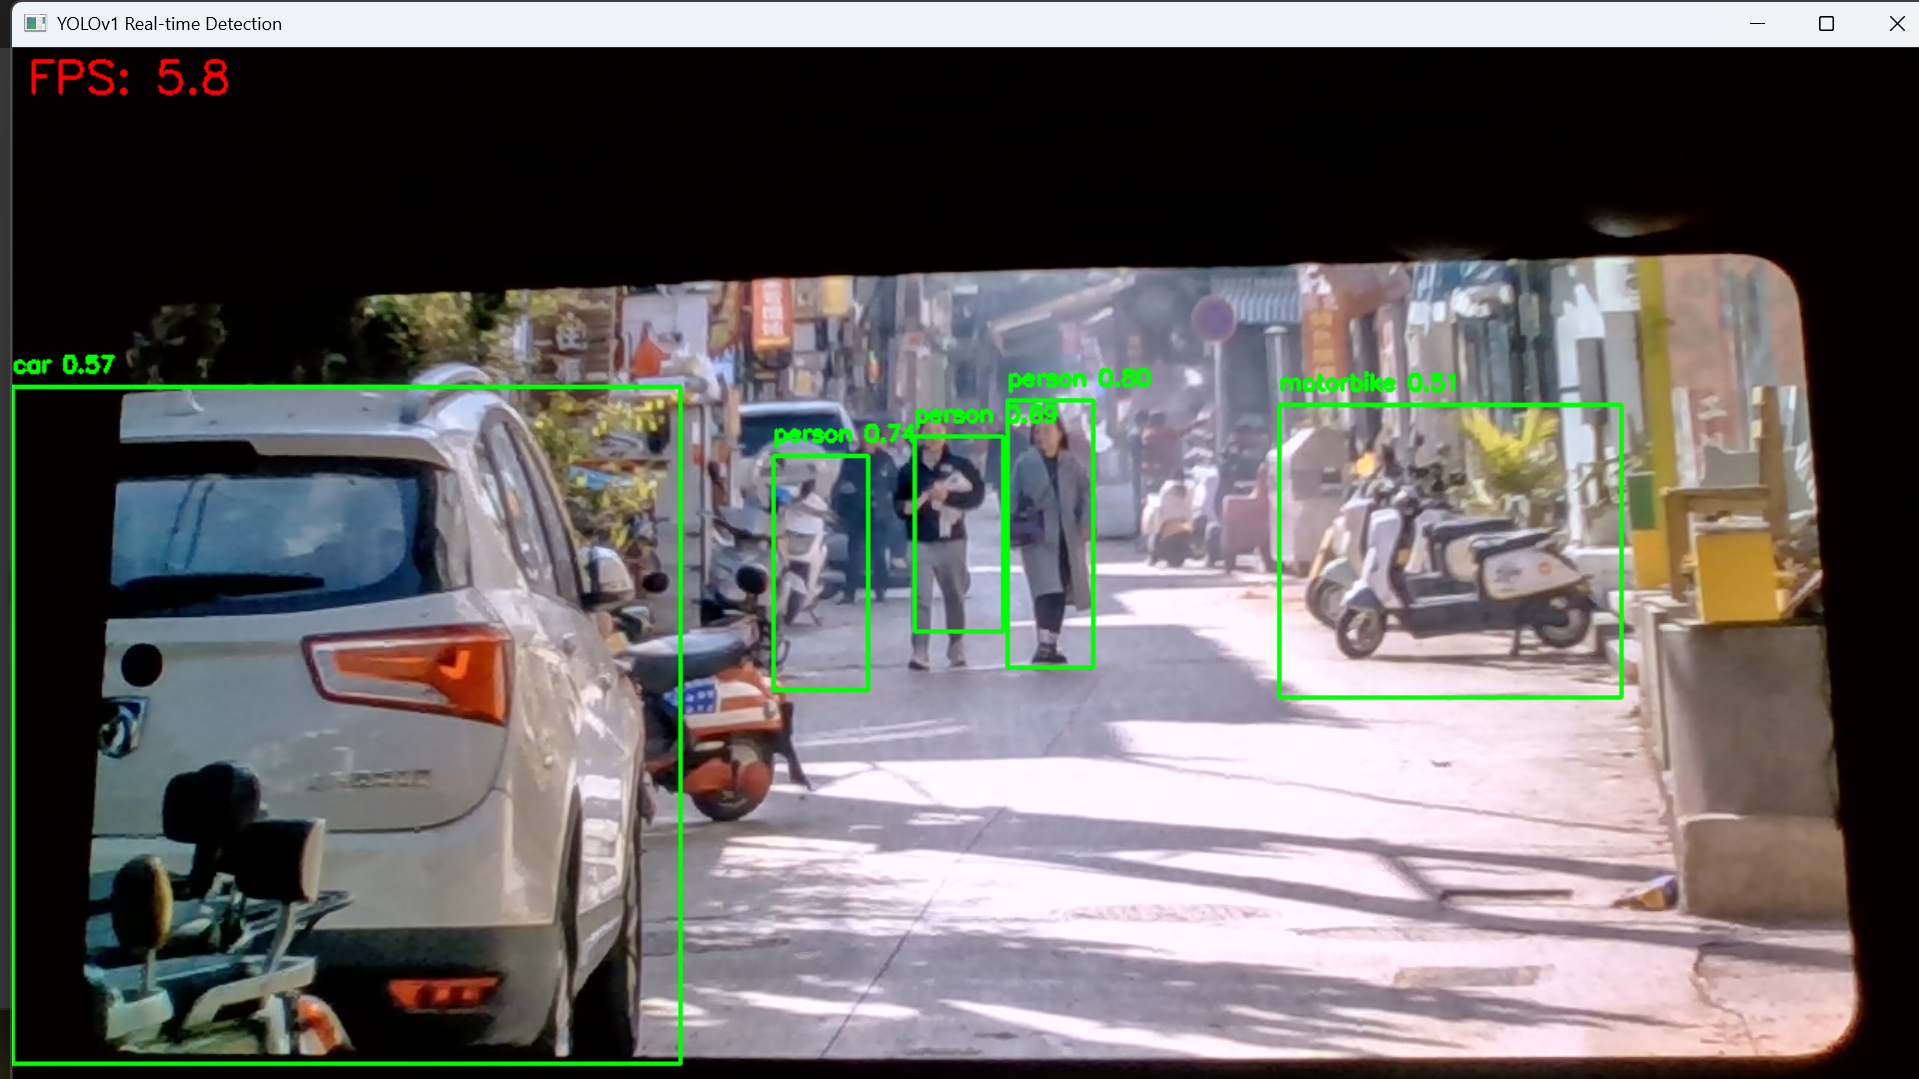 YOLOv1 Real-time Detection
FPS: 5.8
car 0.57
person 0.80
motorbike 0.51
person 0.69
person 0.74